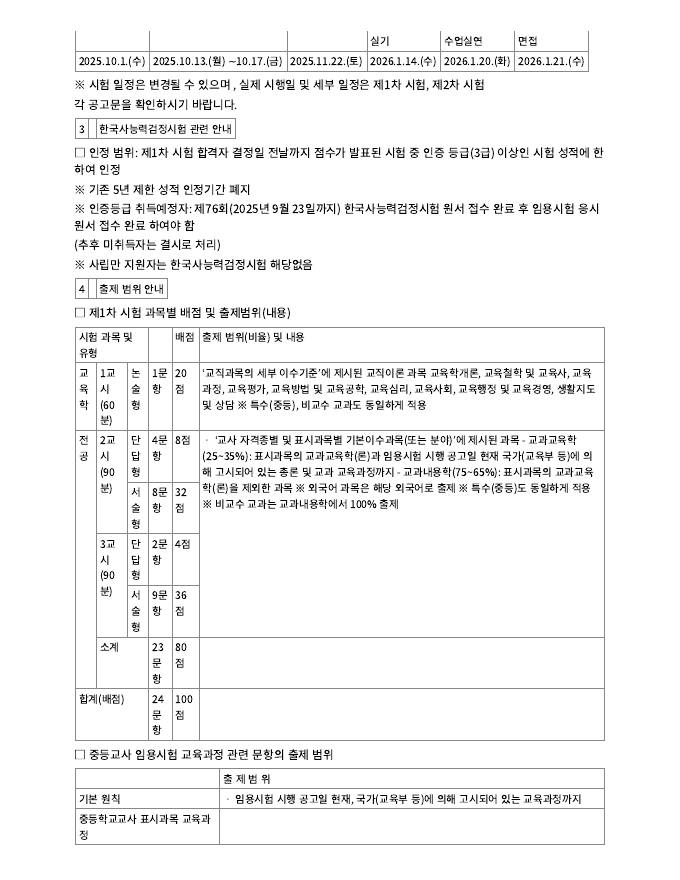 실기 수업실연 면접
2025.10.1.(수) 2025.10.13.(월) ~10.17.(금) 2025.11.22.(토) 2026.1.14.(수) 2026.1.20.(화) 2026.1.21.(수)
※ 시험 일정은 변경될 수 있으며 , 실제 시행일 및 세부 일정은 제1차 시험, 제2차 시험
각 공고문을 확인하시기 바랍니다.
3 한국사능력검정시험 관련 안내
□ 인정 범위: 제1차 시험 합격자 결정일 전날까지 점수가 발표된 시험 중 인증 등급(3급) 이상인 시험 성적에 한
하여 인정
※ 기존 5년 제한 성적 인정기간 폐지
※ 인증등급 취득예정자: 제76회(2025년 9월 23일까지) 한국사능력검정시험 원서 접수 완료 후 임용시험 응시
원서 접수 완료 하여야 함
(추후 미취득자는 결시로 처리)
※ 사립만 지원자는 한국사능력검정시험 해당없음
4 출제 범위 안내
□ 제1차 시험 과목별 배점 및 출제범위(내용)
시험 과목 및 배점 출제 범위(비율) 및 내용
유형
교 1교 논 1문 20 ‘교직과목의 세부 이수기준’에 제시된 교직이론 과목 교육학개론, 교육철학 및 교육사, 교육
육 시 술 항 점 과정, 교육평가, 교육방법 및 교육공학, 교육심리, 교육사회, 교육행정 및 교육경영, 생활지도
학 (60 형 및 상담 ※ 특수(중등), 비교수 교과도 동일하게 적용
분)
전 2교 단 4문 8점 · ‘교사 자격종별 및 표시과목별 기본이수과목(또는 분야)’에 제시된 과목 - 교과교육학
공 시 답 항 (25~35%): 표시과목의 교과교육학(론)과 임용시험 시행 공고일 현재 국가(교육부 등)에 의
(90 형 해 고시되어 있는 총론 및 교과 교육과정까지 - 교과내용학(75~65%): 표시과목의 교과교육
분) 서 8문 32 학(론)을 제외한 과목 ※ 외국어 과목은 해당 외국어로 출제 ※ 특수(중등)도 동일하게 적용
술 항 점 ※ 비교수 교과는 교과내용학에서 100% 출제
형
3교 단 2문 4점
시 답 항
(90 형
분) 서 9문 36
술 항 점
형
소계 23 80
문 점
항
합계(배점) 24 100
문 점
항
□ 중등교사 임용시험 교육과정 관련 문항의 출제 범위
출 제 범 위
기본 원칙 · 임용시험 시행 공고일 현재, 국가(교육부 등)에 의해 고시되어 있는 교육과정까지
중등학교교사 표시과목 교육과
정